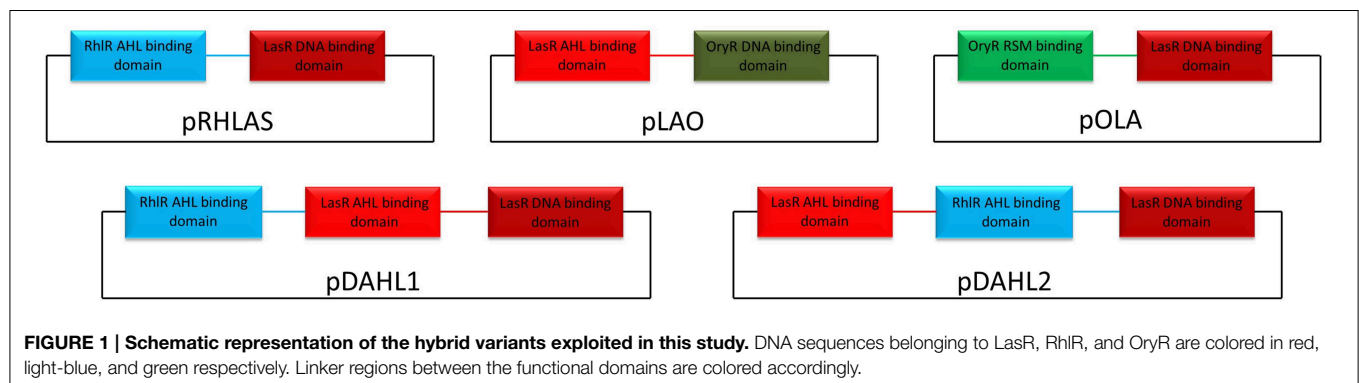 RhlR AHL binding domain
LasR DNA binding domain
pRHLAS
LasR AHL binding domain
OryR DNA binding domain
pLAO
OryR RSM binding domain
LasR DNA binding domain
pOLA
RhlR AHL binding domain
LasR AHL binding domain
LasR DNA binding domain
pDAHL1
LasR AHL binding domain
RhlR AHL binding domain
LasR DNA binding domain
pDAHL2
FIGURE 1 | Schematic representation of the hybrid variants exploited in this study. DNA sequences belonging to LasR, RhlR, and OryR are colored in red,
light-blue, and green respectively. Linker regions between the functional domains are colored accordingly.